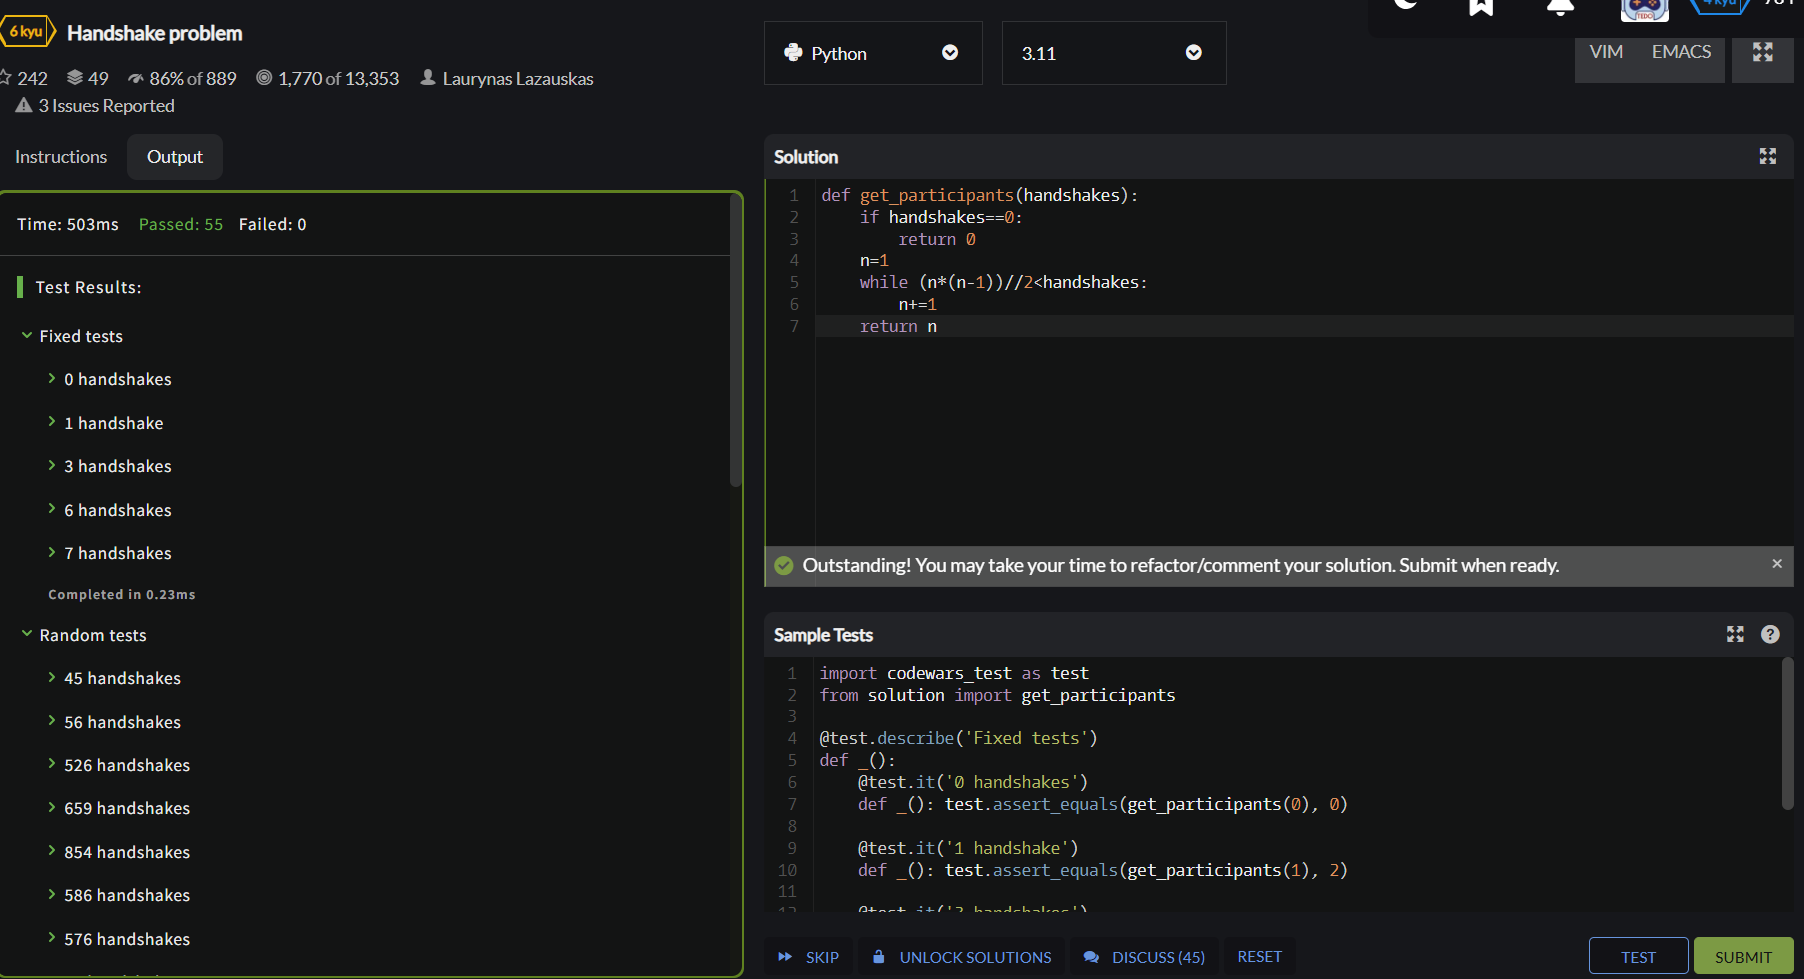 6 kyu Handshake problem
242 49 86% of 889 1,770 of 13,353 Laurynas Lazauskas
3 Issues Reported
Instructions Output
Time: 503ms Passed: 55 Failed: 0
Test Results:
Fixed tests
0 handshakes
1 handshake
3 handshakes
6 handshakes
7 handshakes
Completed in 0.23ms
Random tests
45 handshakes
56 handshakes
526 handshakes
659 handshakes
854 handshakes
586 handshakes
576 handshakes
Python 3.11
VIM EMACS
TEDO
Solution
1 def get_participants(handshakes):
2 if handshakes==0:
3 return 0
4 n=1
5 while (n*(n-1))//2<handshakes:
6 n+=1
7 return n
Outstanding! You may take your time to refactor/comment your solution. Submit when ready. ×
Sample Tests ?
1 import codewars_test as test
2 from solution import get_participants
3
4 @test.describe('Fixed tests')
5 def _():
6 @test.it('0 handshakes')
7 def _(): test.assert_equals(get_participants(0), 0)
8
9 @test.it('1 handshake')
10 def _(): test.assert_equals(get_participants(1), 2)
11
12 @test.it('3 handshakes')
SKIP UNLOCK SOLUTIONS DISCUSS (45) RESET TEST SUBMIT